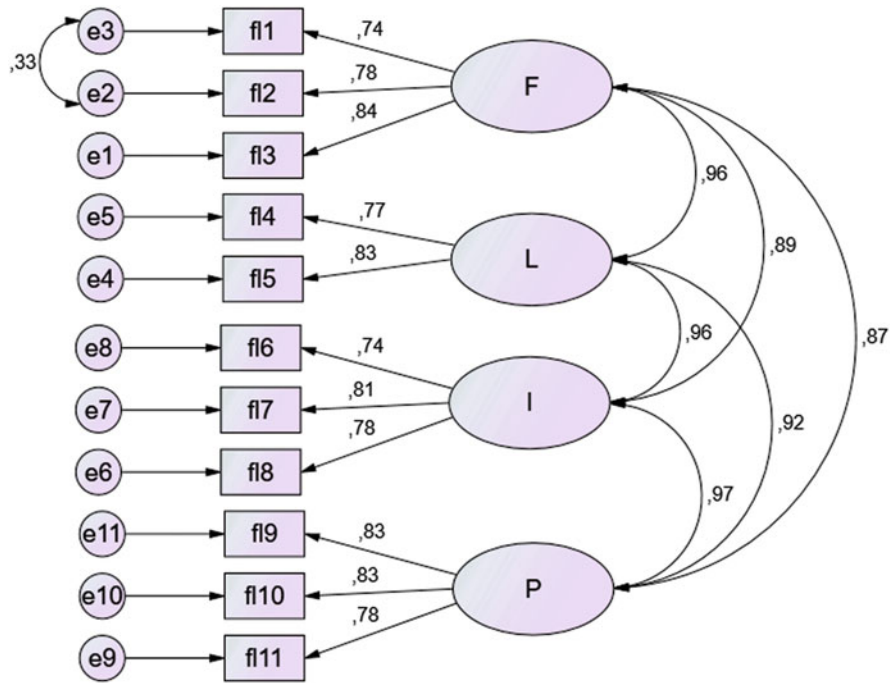 e3 fl1 ,74
,33
e2 fl2 ,78 F
e1 fl3 ,84
,96
e5 fl4 ,77
,89
e4 fl5 ,83 L
,96
,87
e8 fl6 ,74
e7 fl7 ,81 I
,92
e6 fl8 ,78
,97
e11 fl9 ,83
e10 fl10 ,83 P
e9 fl11 ,78